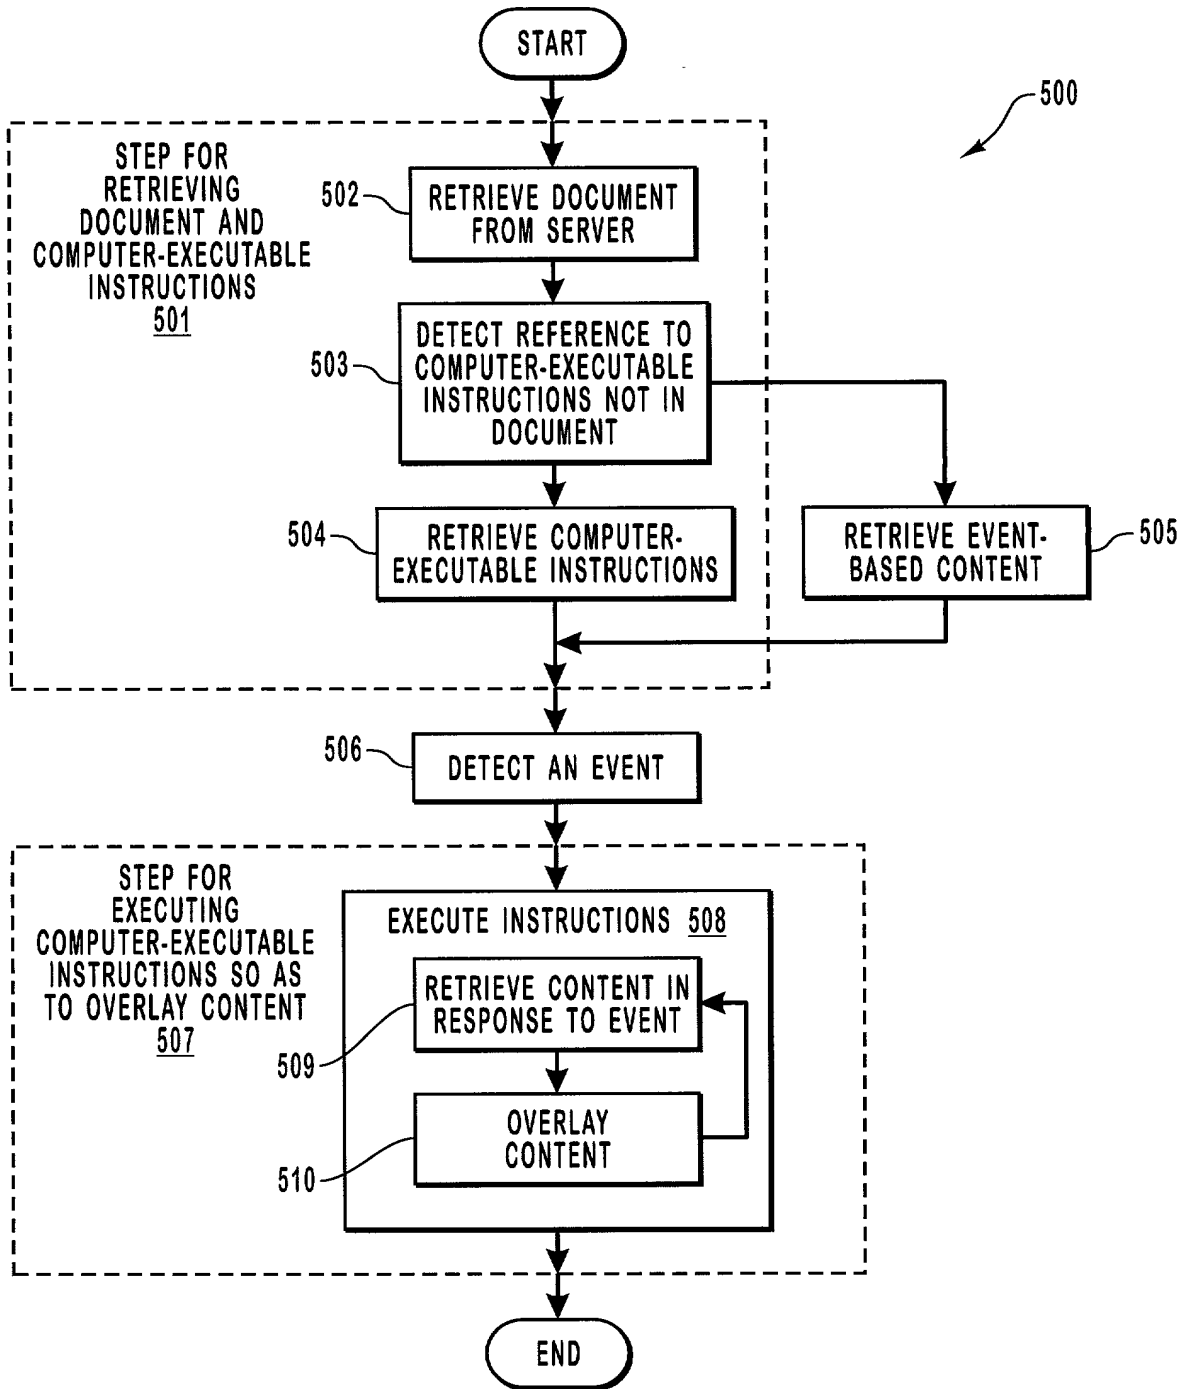 START
500
STEP FOR
RETRIEVING
DOCUMENT AND
COMPUTER-EXECUTABLE
INSTRUCTIONS
501
502
RETRIEVE DOCUMENT
FROM SERVER
503
DETECT REFERENCE TO
COMPUTER-EXECUTABLE
INSTRUCTIONS NOT IN
DOCUMENT
504
RETRIEVE COMPUTER-
EXECUTABLE INSTRUCTIONS
RETRIEVE EVENT-
BASED CONTENT
505
506
DETECT AN EVENT
STEP FOR
EXECUTING
COMPUTER-EXECUTABLE
INSTRUCTIONS SO AS
TO OVERLAY CONTENT
507
EXECUTE INSTRUCTIONS 508
RETRIEVE CONTENT IN
RESPONSE TO EVENT
509
OVERLAY
CONTENT
510
END